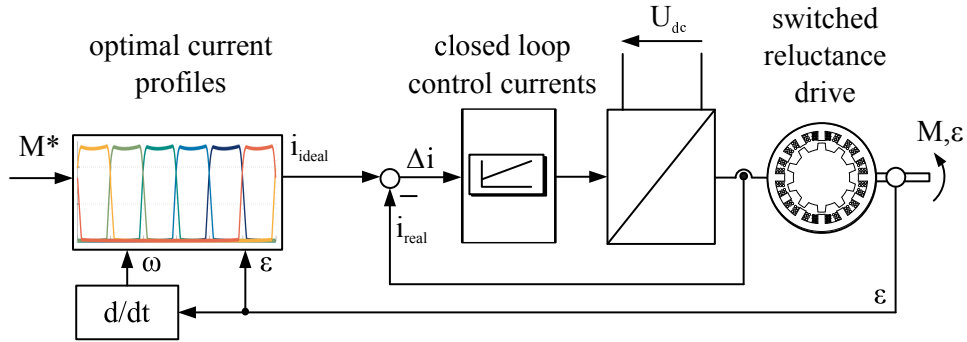 optimal current
profiles
closed loop
control currents
U_dc
switched
reluctance
drive
M*
i_ideal
Δi
−
i_real
M,ε
ω
ε
d/dt
ε